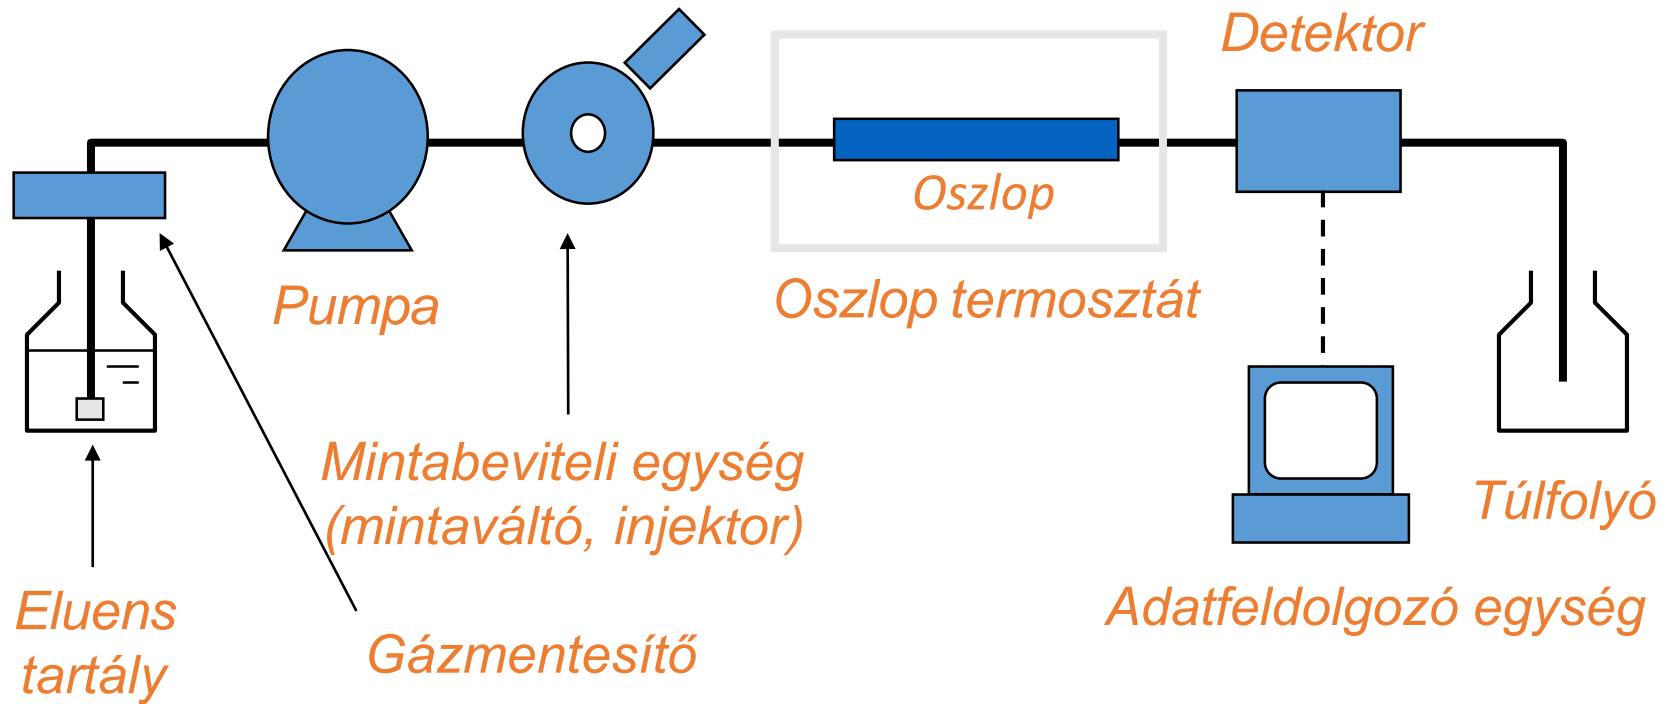 Detektor
Oszlop
Pumpa
Oszlop termosztát
Mintabeviteli egység
(mintaváltó, injektor)
Túlfolyó
Eluens
tartály
Gázmentesítő
Adatfeldolgozó egység